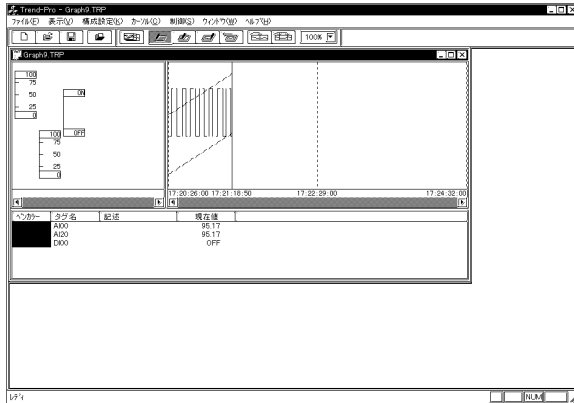 Trend-Pro - Graph9.TRP
ファイル(F) 表示(V) 構成設定(K) カーソル(C) 制御(S) ウィンドウ(W) ヘルプ(H)
100%
Graph9.TRP
100
75
50
25
0
ON
OFF
100
75
50
25
0
17:20:26:00 17:21:18:50 17:22:29:00 17:24:32:00
ペンカラー タグ名 記述 現在値
AI00 95.17
AI20 95.17
DI00 OFF
レディ NUM